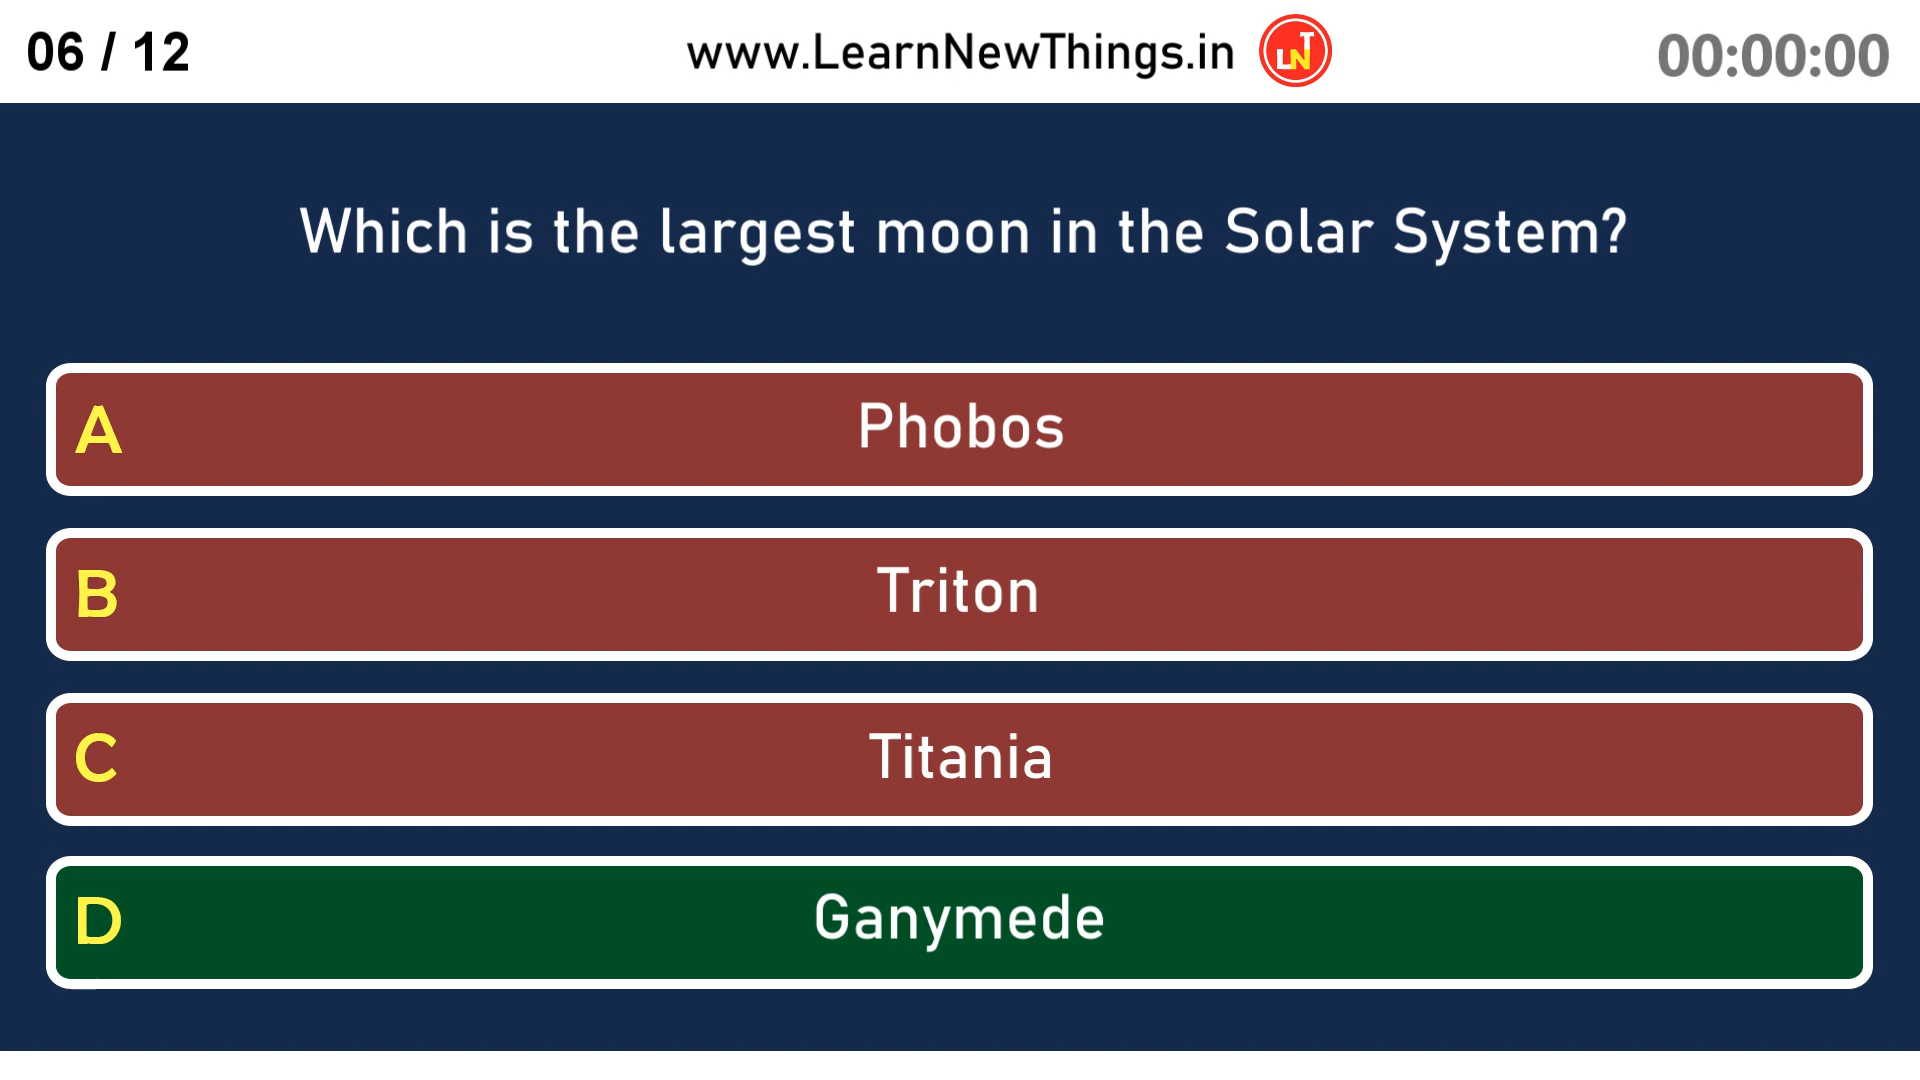 06 / 12
www.LearnNewThings.in
LNT
00:00:00
Which is the largest moon in the Solar System?
A Phobos
B Triton
C Titania
D Ganymede